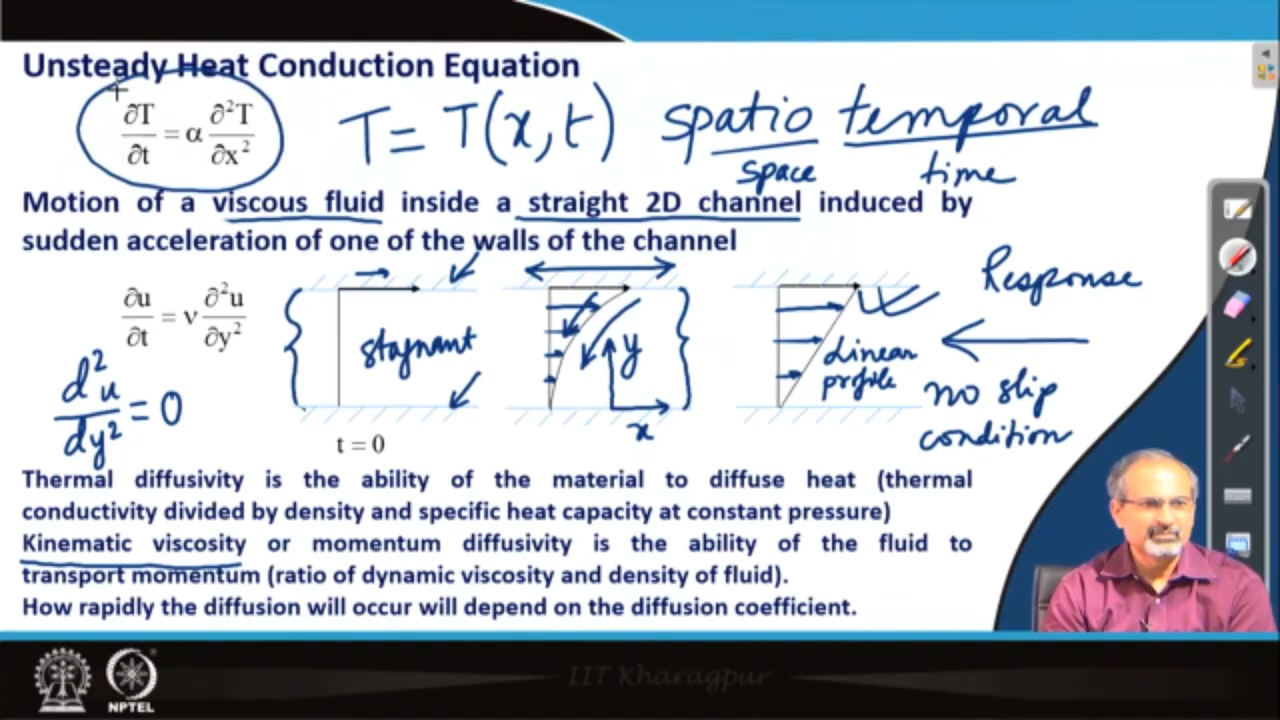 Unsteady Heat Conduction Equation
∂T/∂t = α ∂²T/∂x²
T = T(x, t) spatio temporal
space time
Motion of a viscous fluid inside a straight 2D channel induced by
sudden acceleration of one of the walls of the channel
∂u/∂t = ν ∂²u/∂y²
d²u/dy² = 0
stagnant
t = 0
y
x
Linear
profile
Response
no slip
condition
Thermal diffusivity is the ability of the material to diffuse heat (thermal
conductivity divided by density and specific heat capacity at constant pressure)
Kinematic viscosity or momentum diffusivity is the ability of the fluid to
transport momentum (ratio of dynamic viscosity and density of fluid).
How rapidly the diffusion will occur will depend on the diffusion coefficient.
IIT Kharagpur
NPTEL